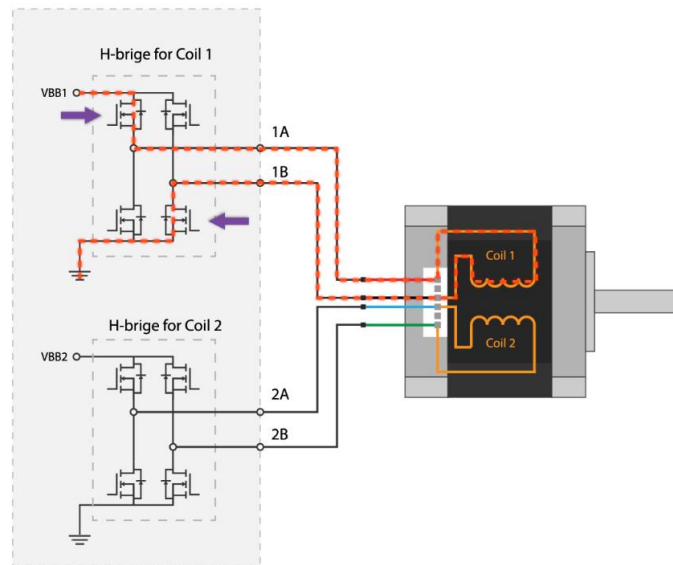 H-brige for Coil 1
VBB1
1A
1B
Coil 1
H-brige for Coil 2
VBB2
Coil 2
2A
2B